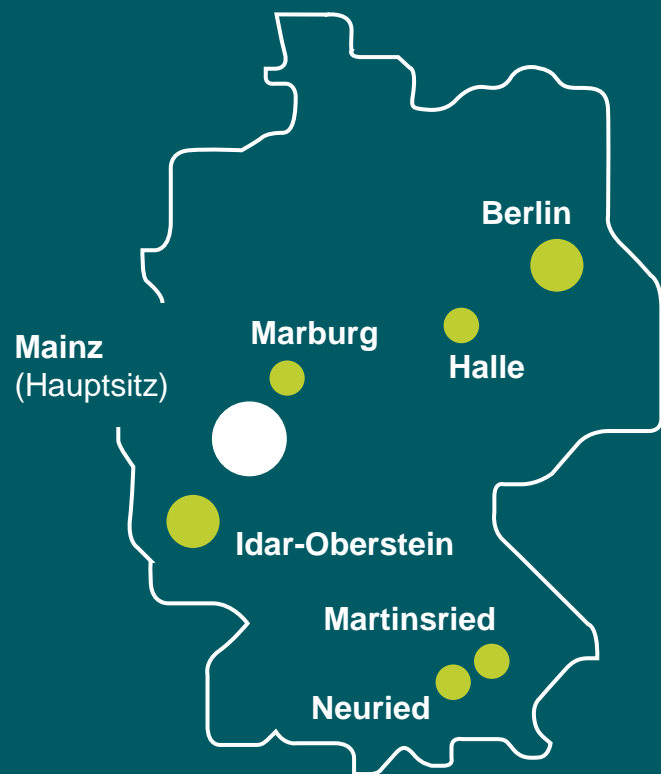 Berlin
Marburg
Mainz
(Hauptsitz)
Halle
Idar-Oberstein
Martinsried
Neuried